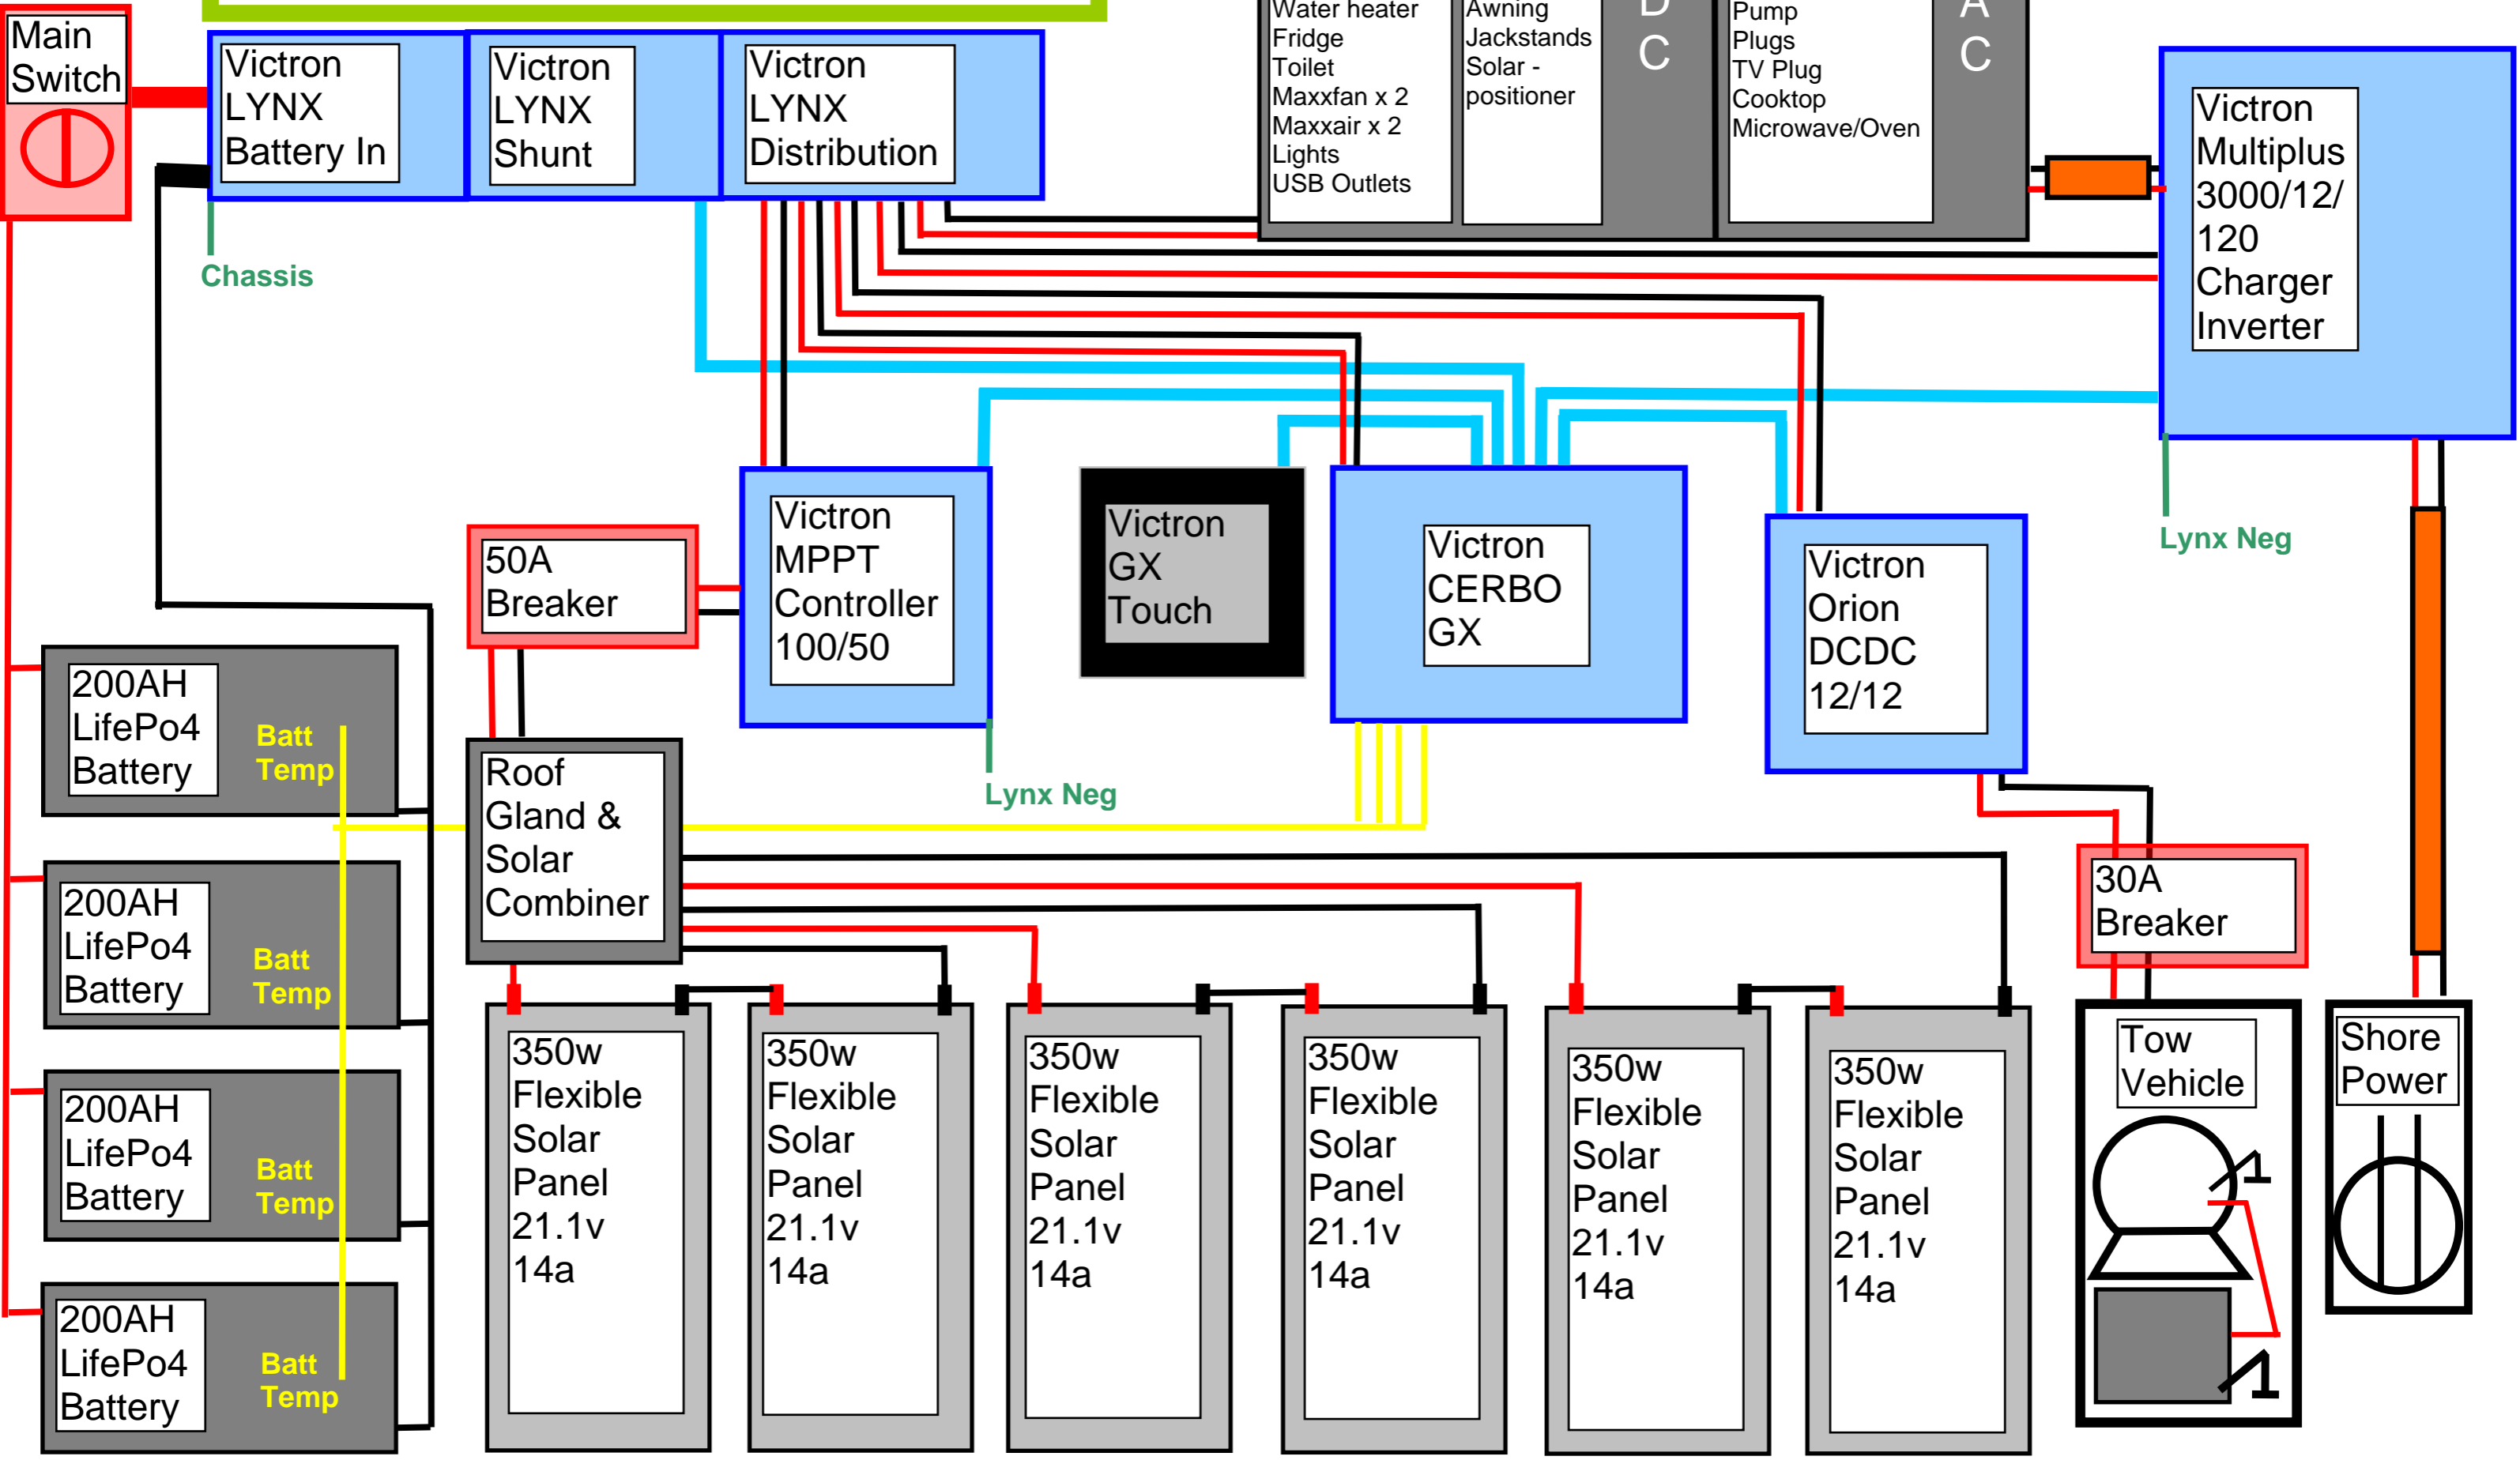 Main
Switch
Victron
LYNX
Battery In
Victron
LYNX
Shunt
Victron
LYNX
Distribution
Water heater
Fridge
Toilet
Maxxfan x 2
Maxxair x 2
Lights
USB Outlets
Awning
Jackstands
Solar -
positioner
D
C
Pump
Plugs
TV Plug
Cooktop
Microwave/Oven
A
C
Victron
Multiplus
3000/12/
120
Charger
Inverter
Chassis
Lynx Neg
50A
Breaker
Victron
MPPT
Controller
100/50
Victron
GX
Touch
Victron
CERBO
GX
Victron
Orion
DCDC
12/12
Lynx Neg
200AH
LifePo4
Battery
Batt
Temp
200AH
LifePo4
Battery
Batt
Temp
200AH
LifePo4
Battery
Batt
Temp
200AH
LifePo4
Battery
Batt
Temp
Roof
Gland &
Solar
Combiner
30A
Breaker
350w
Flexible
Solar
Panel
21.1v
14a
350w
Flexible
Solar
Panel
21.1v
14a
350w
Flexible
Solar
Panel
21.1v
14a
350w
Flexible
Solar
Panel
21.1v
14a
350w
Flexible
Solar
Panel
21.1v
14a
350w
Flexible
Solar
Panel
21.1v
14a
Tow
Vehicle
Shore
Power